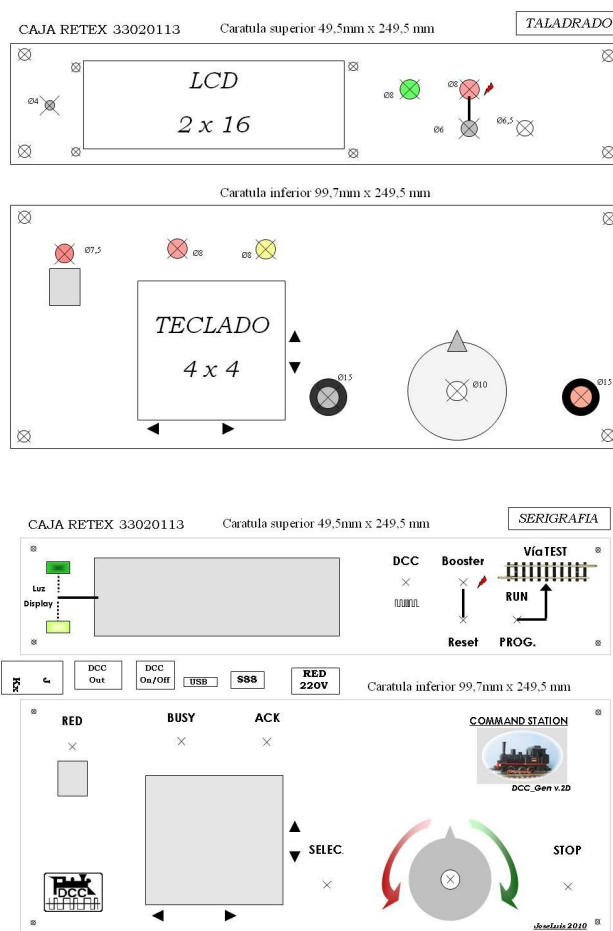 CAJA RETEX 33020113
Caratula superior 49,5mm x 249,5 mm
TALADRADO
LCD
2 x 16
Ø4
Ø8
Ø8
Ø6
Ø6,5
Caratula inferior 99,7mm x 249,5 mm
Ø7,5
Ø8
Ø8
TECLADO
4 x 4
Ø15
Ø10
Ø15
CAJA RETEX 33020113
Caratula superior 49,5mm x 249,5 mm
SERIGRAFIA
Luz
Display
DCC
Booster
Vía TEST
RUN
Reset
PROG.
Kx
J
DCC
Out
DCC
On/Off
USB
S88
RED
220V
Caratula inferior 99,7mm x 249,5 mm
RED
BUSY
ACK
COMMAND STATION
DCC_Gen v.2D
SELEC.
STOP
DCC
JoseLuis 2010